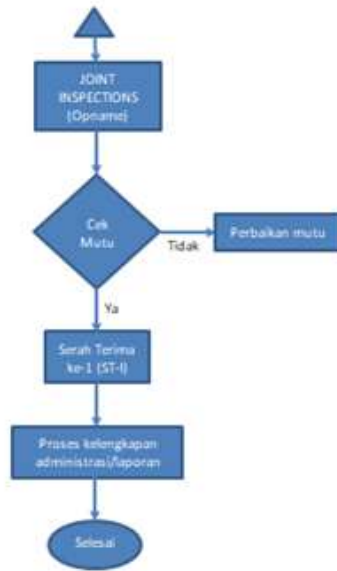 JOINT
INSPECTIONS
(Opname)
Cek
Mutu
Tidak
Perbaikan mutu
Ya
Serah Terima
ke-1 (ST-I)
Proses kelengkapan
administrasi/laporan
Selesai